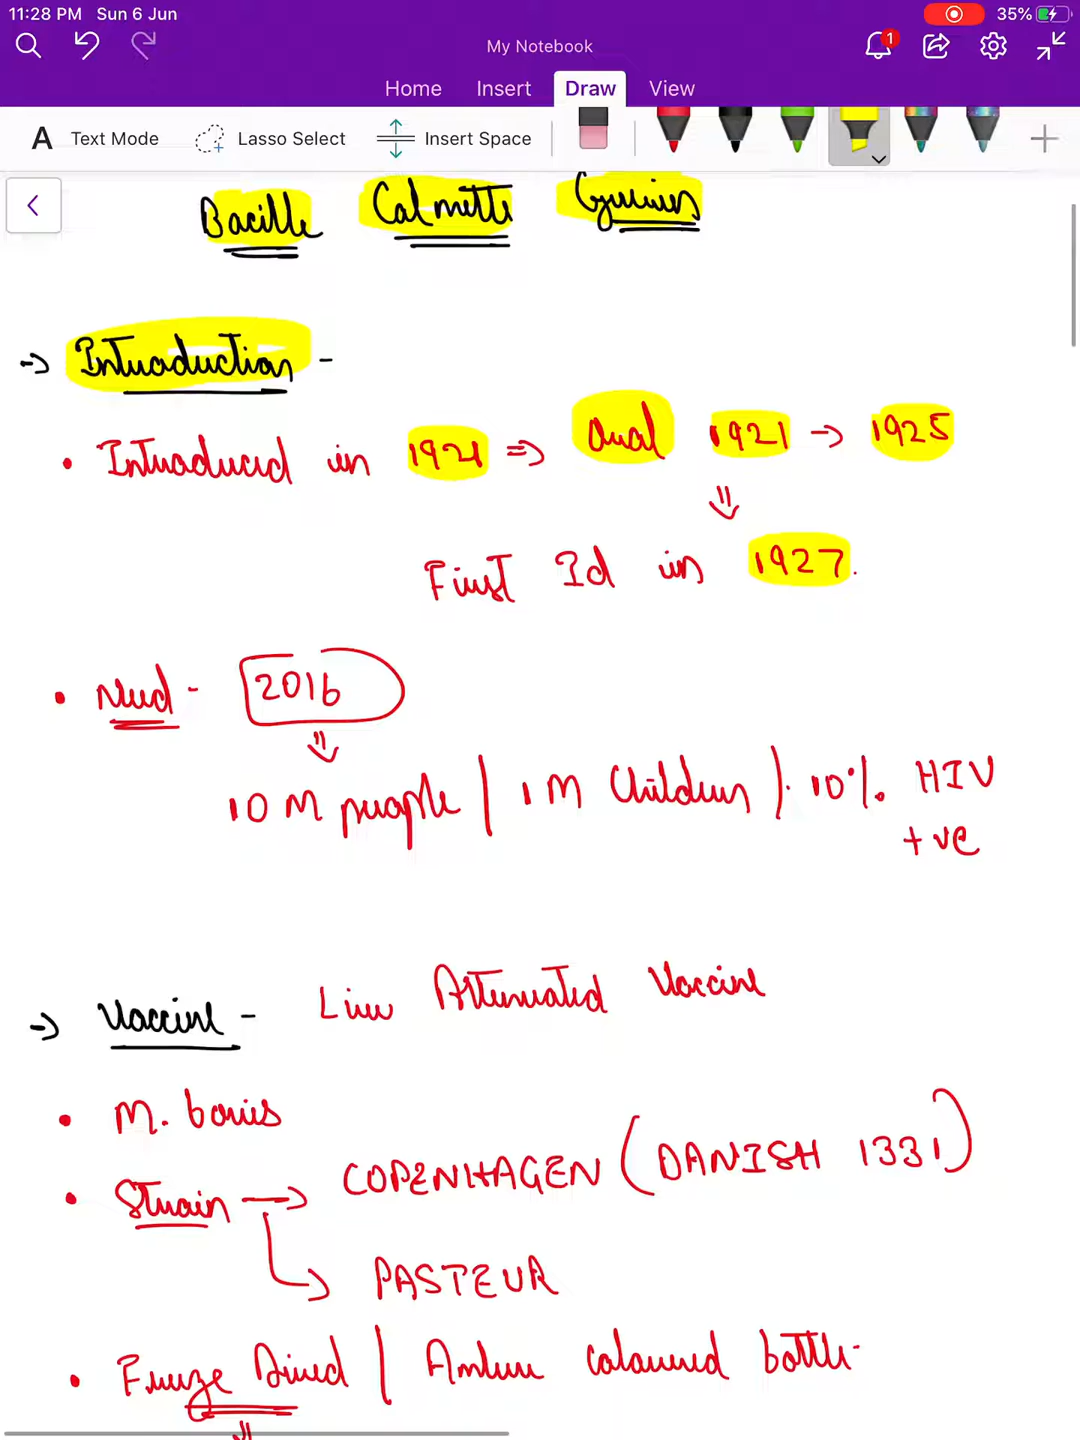 11:28 PM Sun 6 Jun 35%
My Notebook 1
Home Insert Draw View
A Text Mode Lasso Select Insert Space
Bacille Calmette Guerines
→ Introduction -
• Introduced in 1921 ⇒ Oral 1921 → 1925
⇓
First Id in 1927.
• Need - 2016
⇓
10 M people / 1 M Children / 10%. HIV
+ve
→ Vaccine - Live Attenuated Vaccine
• M. bovis
• Strain → COPENHAGEN (DANISH 1331)
→ PASTEUR
• Freeze Dried | Amber coloured bottle
⇓